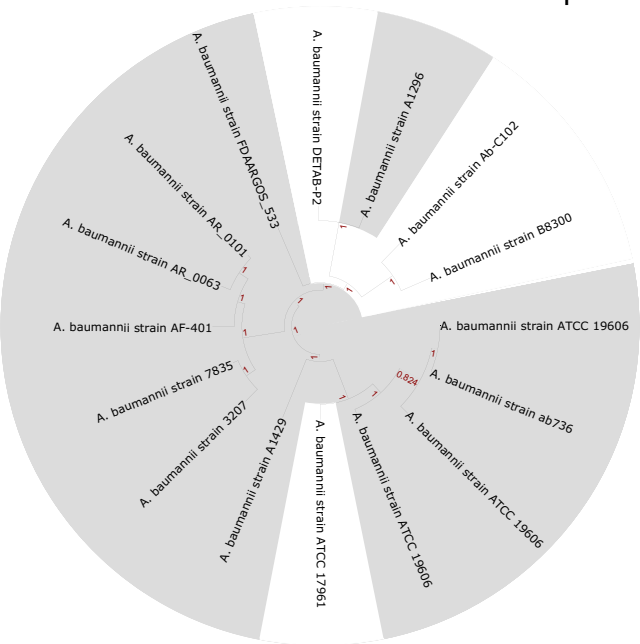 A. baumannii strain DETAB-P2
A. baumannii strain A1296
A. baumannii strain Ab-C102
A. baumannii strain B8300
A. baumannii strain ATCC 19606
A. baumannii strain ab736
A. baumannii strain ATCC 19606
A. baumannii strain ATCC 19606
A. baumannii strain ATCC 17961
A. baumannii strain A1429
A. baumannii strain 3207
A. baumannii strain 7835
A. baumannii strain AF-401
A. baumannii strain AR_0063
A. baumannii strain AR_0101
A. baumannii strain FDAARGOS_533
1
1
1
1
1
1
1
1
1
1
1
1
0.824
1
1